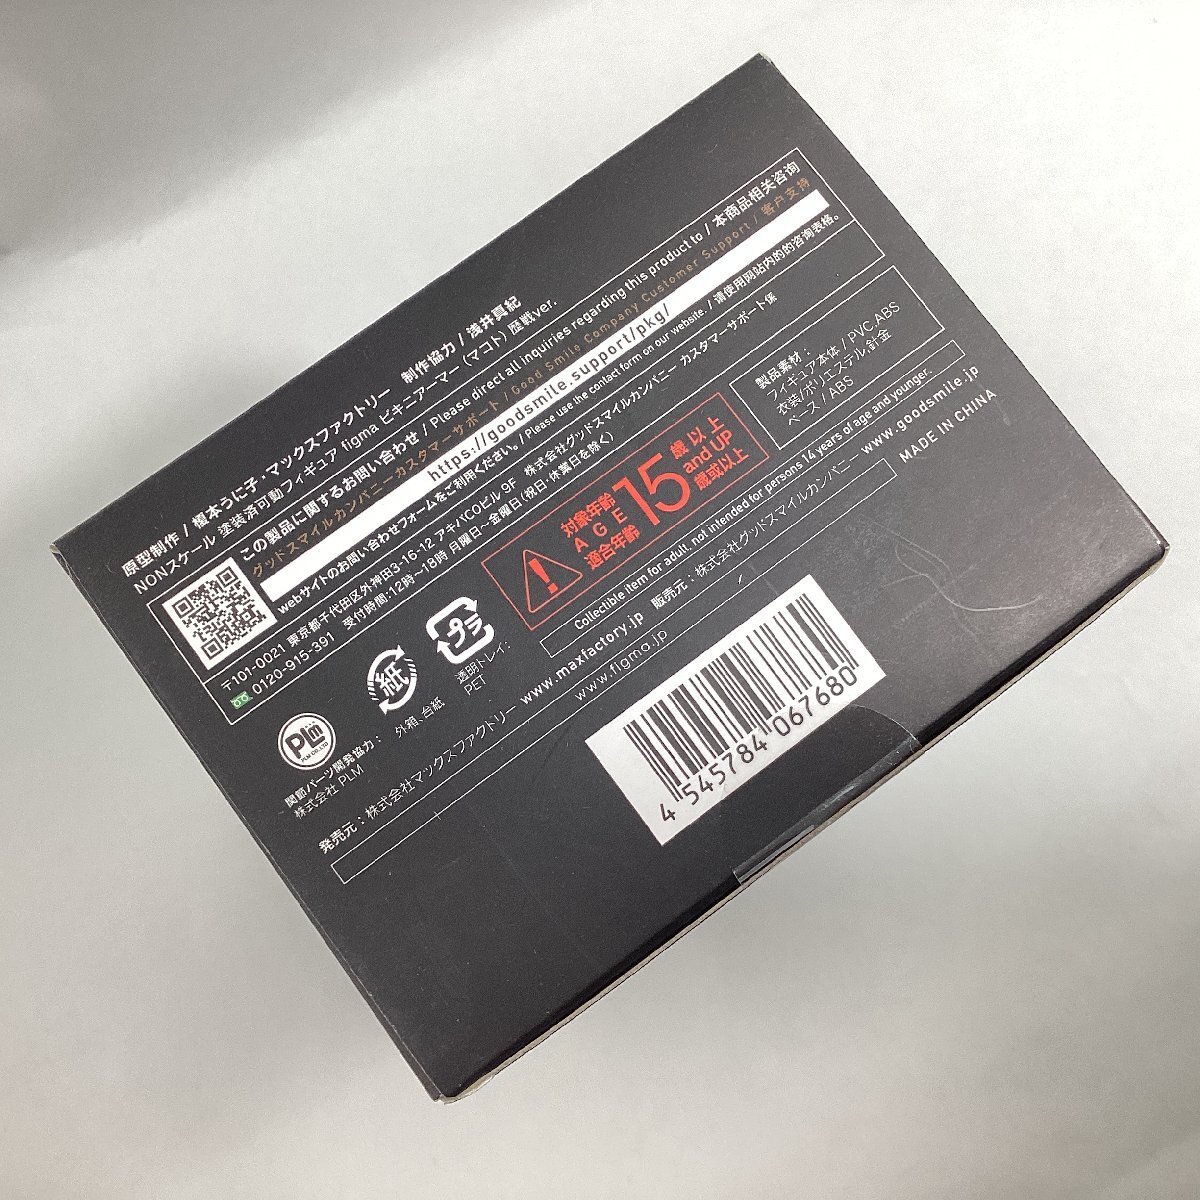 原型制作 / 榎本うに子・マックスファクトリー　制作協力 / 浅井真紀
NONスケール 塗装済可動フィギュア figma ビキニアーマー (マコト) 歴戦ver.
この製品に関するお問い合わせ / Please direct all inquiries regarding this product to / 本商品相关咨询
グッドスマイルカンパニーカスタマーサポート / Good Smile Company Customer Support / 客户支持
https://goodsmile.support/pkg/
webサイトのお問い合わせフォームをご利用ください。/ Please use the contact form on our website. / 请使用网站内的的咨询表格。
〒101-0021 東京都千代田区外神田3-16-12 アキバCOビル 9F　株式会社グッドスマイルカンパニー　カスタマーサポート係
0120-915-391　受付時間：12時～18時 月曜日～金曜日 (祝日・休業日を除く)
PLM
PLM CO.,LTD
関節パーツ開発協力：
株式会社 PLM
紙
外箱、台紙
プラ
透明トレイ：
PET
対象年齢
AGE
適合年齢
15
歳以上
and UP
歳或以上
製品素材：
フィギュア本体 / PVC,ABS
衣装/ポリエステル,針金
ベース / ABS
Collectible item for adult, not intended for persons 14 years of age and younger.
発売元：株式会社マックスファクトリー www.maxfactory.jp　販売元：株式会社グッドスマイルカンパニー www.goodsmile.jp
www.figma.jp
MADE IN CHINA
4 545784 067680